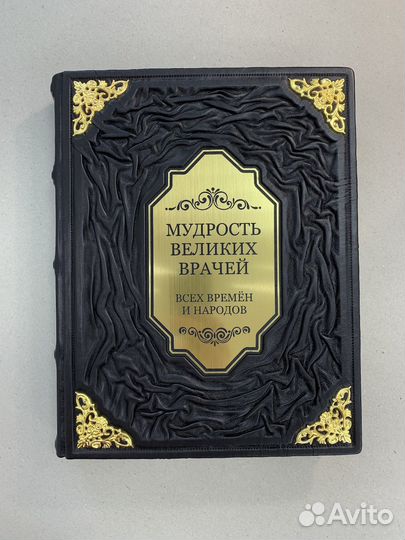 МУДРОСТЬ
ВЕЛИКИХ
ВРАЧЕЙ
ВСЕХ ВРЕМЁН
И НАРОДОВ
Avito